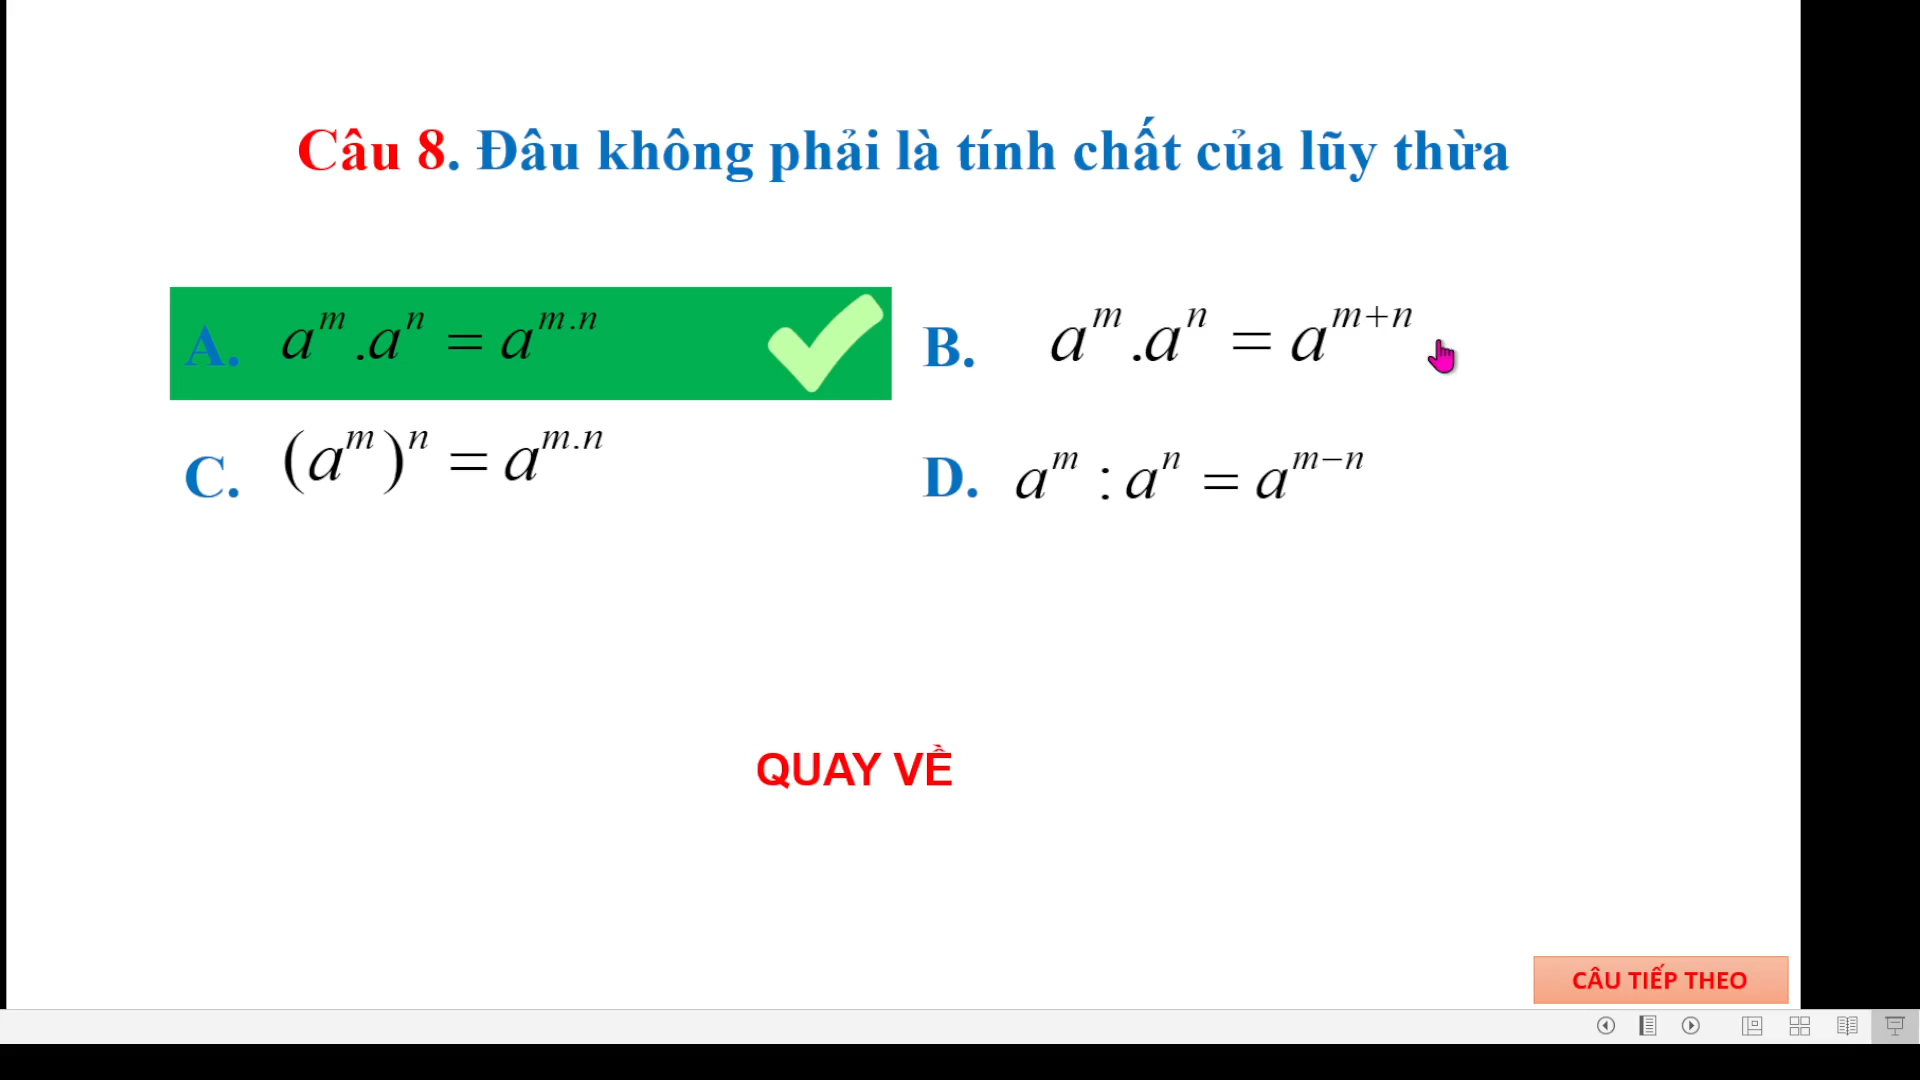 Câu 8. Đâu không phải là tính chất của lũy thừa
A. a^m .a^n = a^{m.n}
B. a^m .a^n = a^{m+n}
C. (a^m)^n = a^{m.n}
D. a^m : a^n = a^{m−n}
QUAY VỀ
CÂU TIẾP THEO